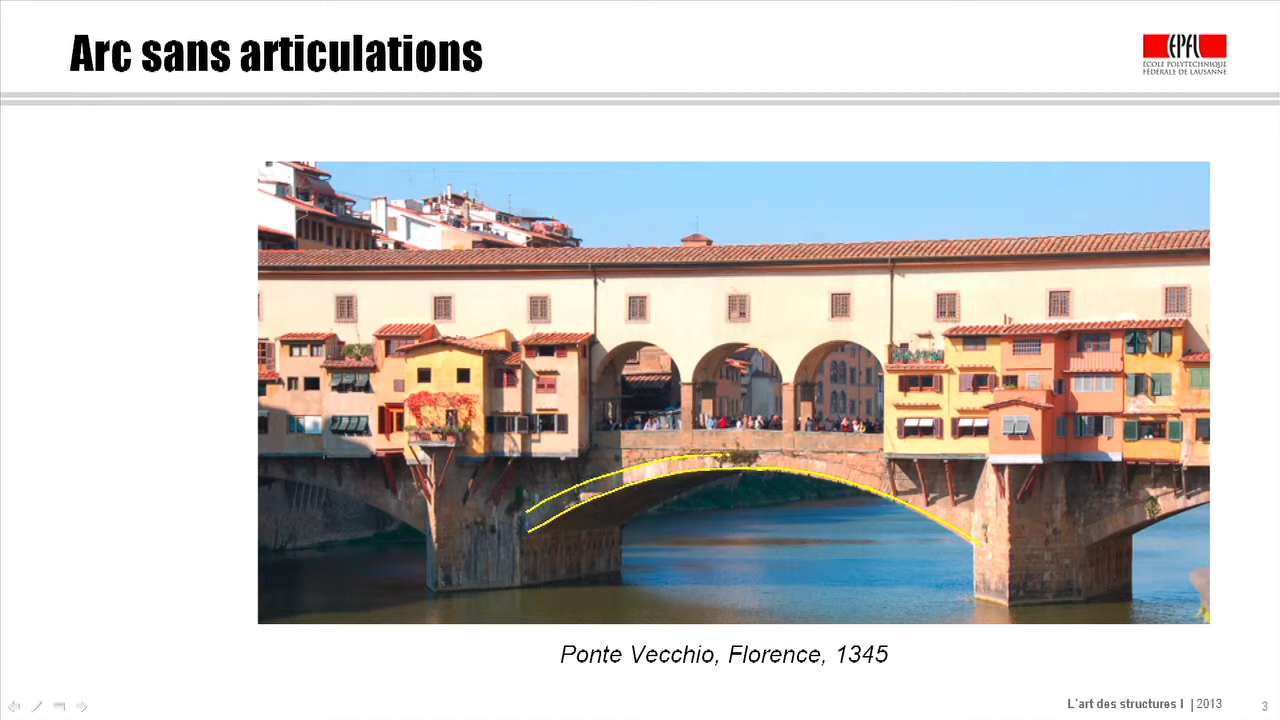 Arc sans articulations
EPFL
ÉCOLE POLYTECHNIQUE
FÉDÉRALE DE LAUSANNE
Ponte Vecchio, Florence, 1345
L'art des structures I | 2013
3